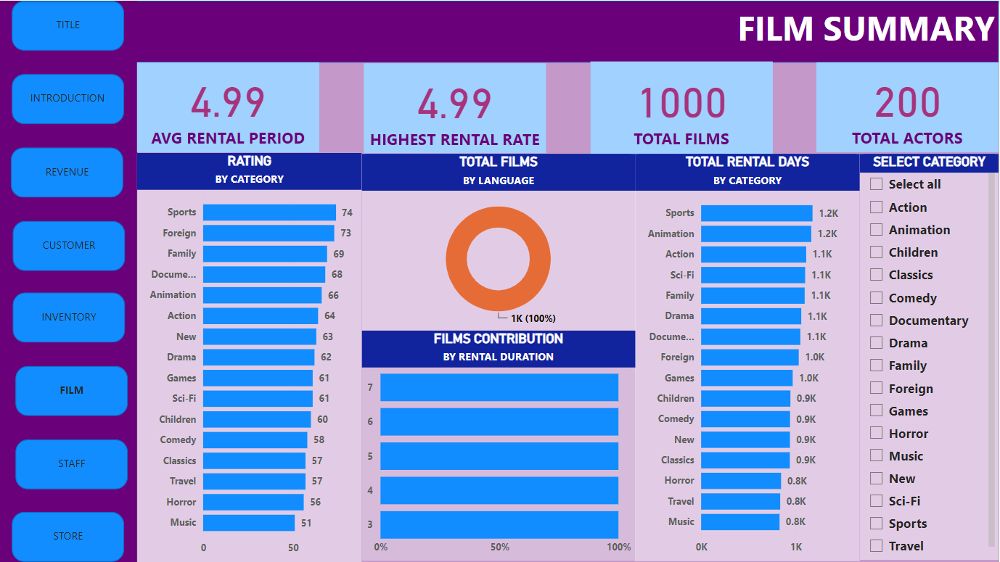 TITLE
INTRODUCTION
REVENUE
CUSTOMER
INVENTORY
FILM
STAFF
STORE
FILM SUMMARY
4.99
AVG RENTAL PERIOD
4.99
HIGHEST RENTAL RATE
1000
TOTAL FILMS
200
TOTAL ACTORS
RATING
BY CATEGORY
Sports 74
Foreign 73
Family 69
Docume... 68
Animation 66
Action 64
New 63
Drama 62
Games 61
Sci-Fi 61
Children 60
Comedy 58
Classics 57
Travel 57
Horror 56
Music 51
0 50
TOTAL FILMS
BY LANGUAGE
1K (100%)
FILMS CONTRIBUTION
BY RENTAL DURATION
7
6
5
4
3
0% 50% 100%
TOTAL RENTAL DAYS
BY CATEGORY
Sports 1.2K
Animation 1.2K
Action 1.1K
Sci-Fi 1.1K
Family 1.1K
Drama 1.1K
Docume... 1.1K
Foreign 1.0K
Games 1.0K
Children 0.9K
Comedy 0.9K
New 0.9K
Classics 0.9K
Horror 0.8K
Travel 0.8K
Music 0.8K
0K 1K
SELECT CATEGORY
Select all
Action
Animation
Children
Classics
Comedy
Documentary
Drama
Family
Foreign
Games
Horror
Music
New
Sci-Fi
Sports
Travel